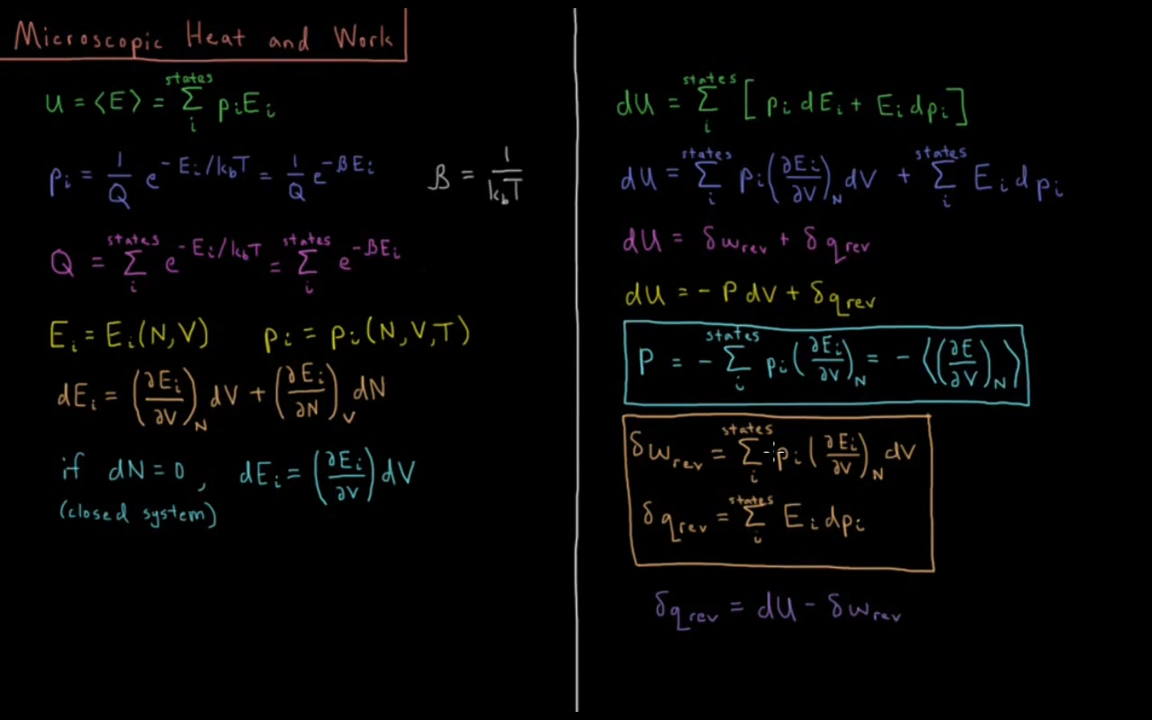 Microscopic Heat and Work
U = ⟨E⟩ = Σ_i^states p_i E_i
p_i = 1/Q e^(-E_i/k_bT) = 1/Q e^(-βE_i)   β = 1/(k_bT)
Q = Σ_i^states e^(-E_i/k_bT) = Σ_i^states e^(-βE_i)
E_i = E_i(N,V)   p_i = p_i(N,V,T)
dE_i = (∂E_i/∂V)_N dV + (∂E_i/∂N)_V dN
if dN = 0, dE_i = (∂E_i/∂V) dV
(closed system)
dU = Σ_i^states [p_i dE_i + E_i dp_i]
dU = Σ_i^states p_i (∂E_i/∂V)_N dV + Σ_i^states E_i dp_i
dU = δw_rev + δq_rev
dU = -P dV + δq_rev
P = -Σ_i^states p_i (∂E_i/∂V)_N = -⟨(∂E/∂V)_N⟩
δw_rev = Σ_i^states p_i (∂E_i/∂V)_N dV
δq_rev = Σ_i^states E_i dp_i
δq_rev = dU - δw_rev